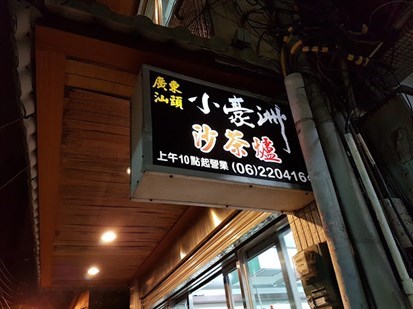 廣東
汕頭
小豪洲
沙茶爐
上午10點起營業 (06)220416